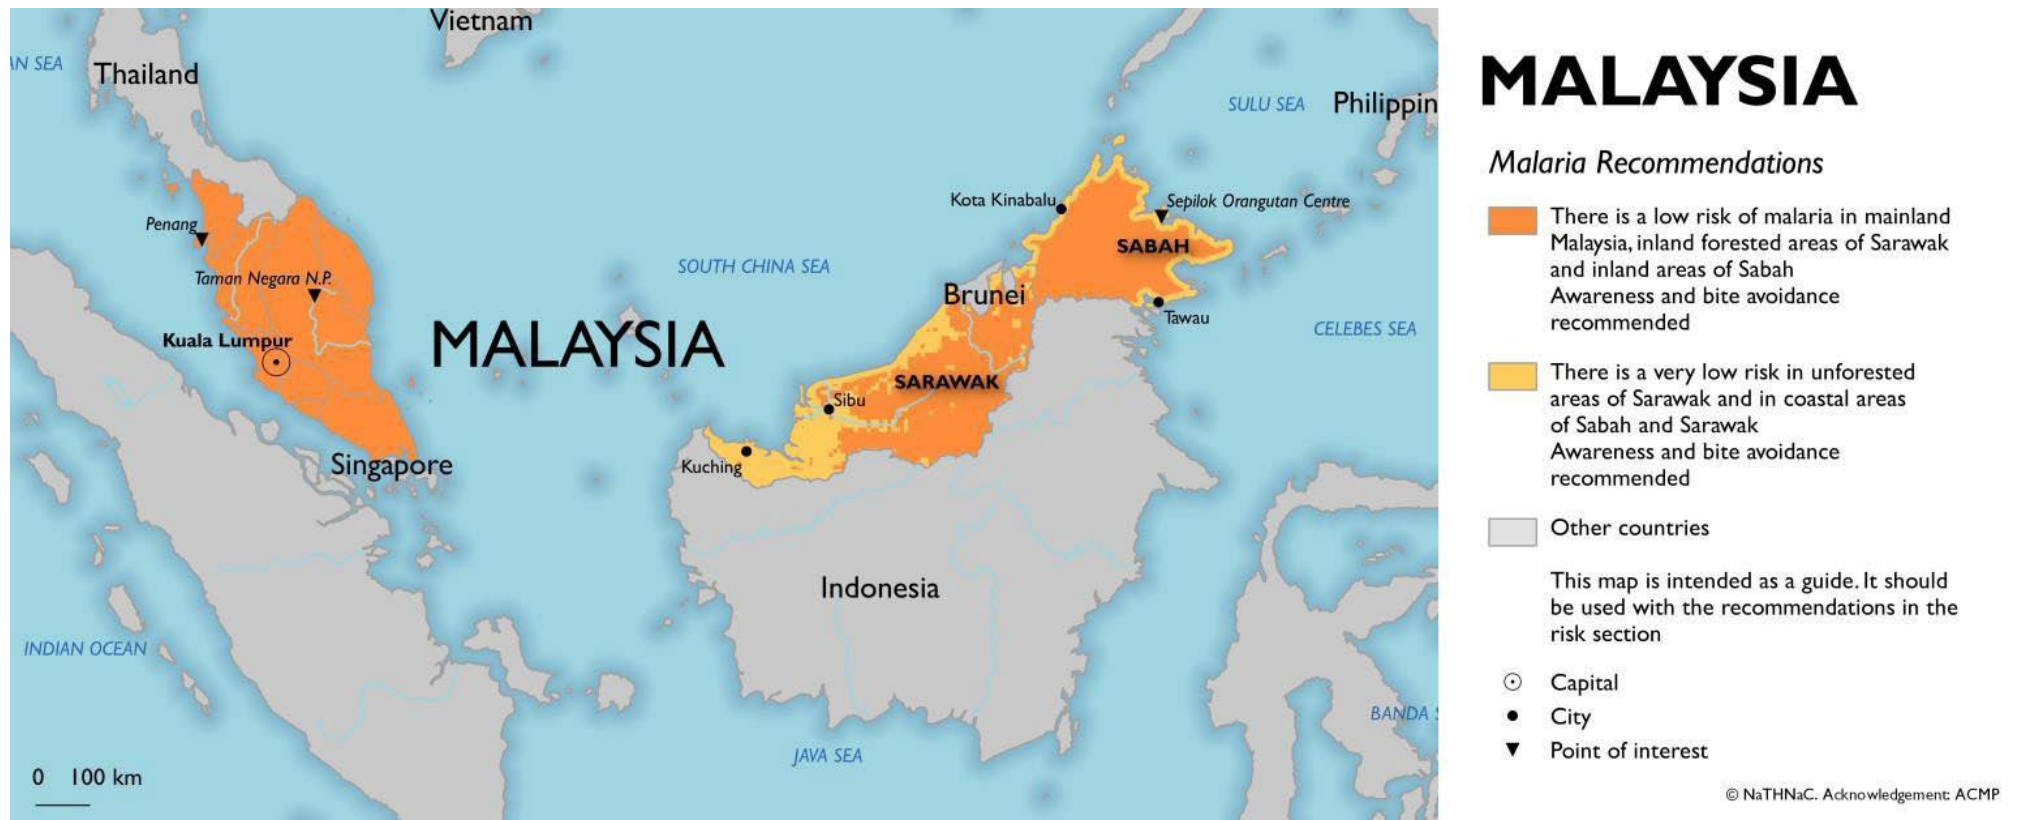 Vietnam
AN SEA
Thailand
SULU SEA
Philippin
Kota Kinabalu
Sepilok Orangutan Centre
Penang
SABAH
SOUTH CHINA SEA
Taman Negara N.P.
Brunei
Tawau
CELEBES SEA
Kuala Lumpur
MALAYSIA
SARAWAK
Sibu
Singapore
Kuching
Indonesia
INDIAN OCEAN
BANDA S
JAVA SEA
0 100 km
MALAYSIA
Malaria Recommendations
There is a low risk of malaria in mainland
Malaysia, inland forested areas of Sarawak
and inland areas of Sabah
Awareness and bite avoidance
recommended
There is a very low risk in unforested
areas of Sarawak and in coastal areas
of Sabah and Sarawak
Awareness and bite avoidance
recommended
Other countries
This map is intended as a guide. It should
be used with the recommendations in the
risk section
Capital
City
Point of interest
© NaTHNaC. Acknowledgement: ACMP